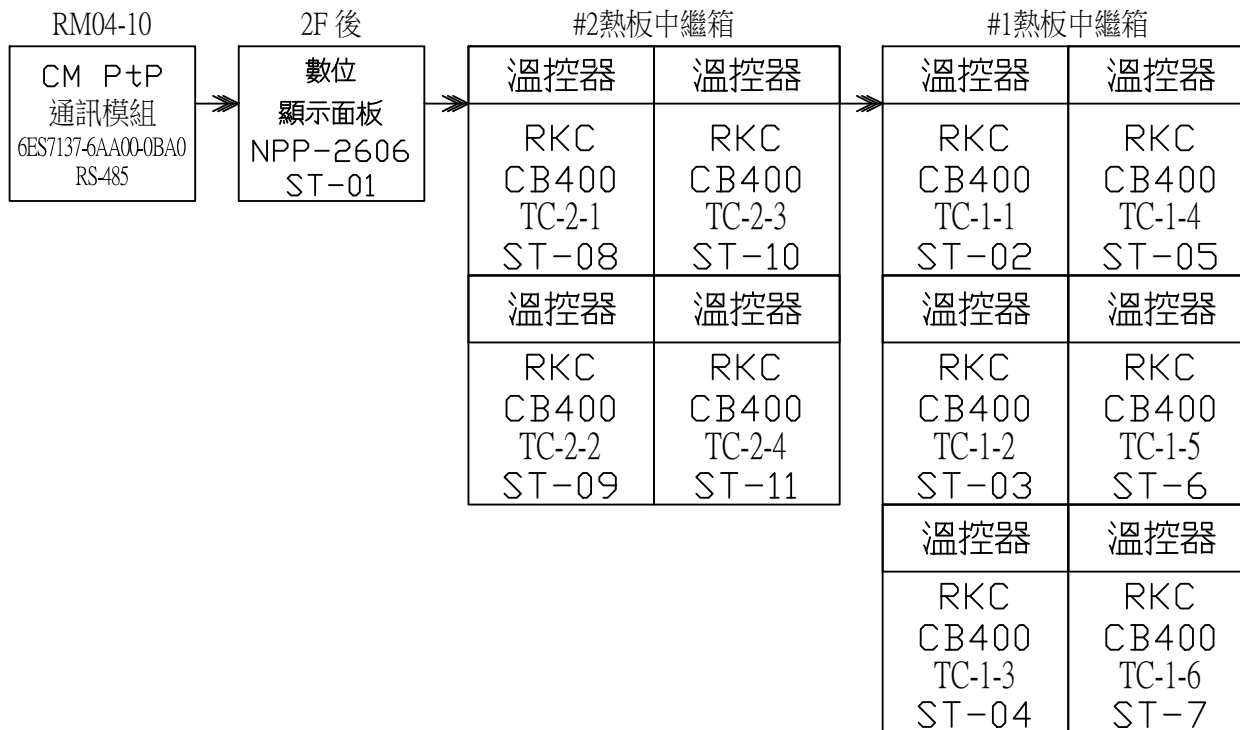 RM04-10
CM PtP
通訊模組
6ES7137-6AA00-0BA0
RS-485
2F 後
數位
顯示面板
NPP-2606
ST-01
#2熱板中繼箱
溫控器
RKC
CB400
TC-2-1
ST-08
溫控器
RKC
CB400
TC-2-3
ST-10
溫控器
RKC
CB400
TC-2-2
ST-09
溫控器
RKC
CB400
TC-2-4
ST-11
#1熱板中繼箱
溫控器
RKC
CB400
TC-1-1
ST-02
溫控器
RKC
CB400
TC-1-4
ST-05
溫控器
RKC
CB400
TC-1-2
ST-03
溫控器
RKC
CB400
TC-1-5
ST-6
溫控器
RKC
CB400
TC-1-3
ST-04
溫控器
RKC
CB400
TC-1-6
ST-7